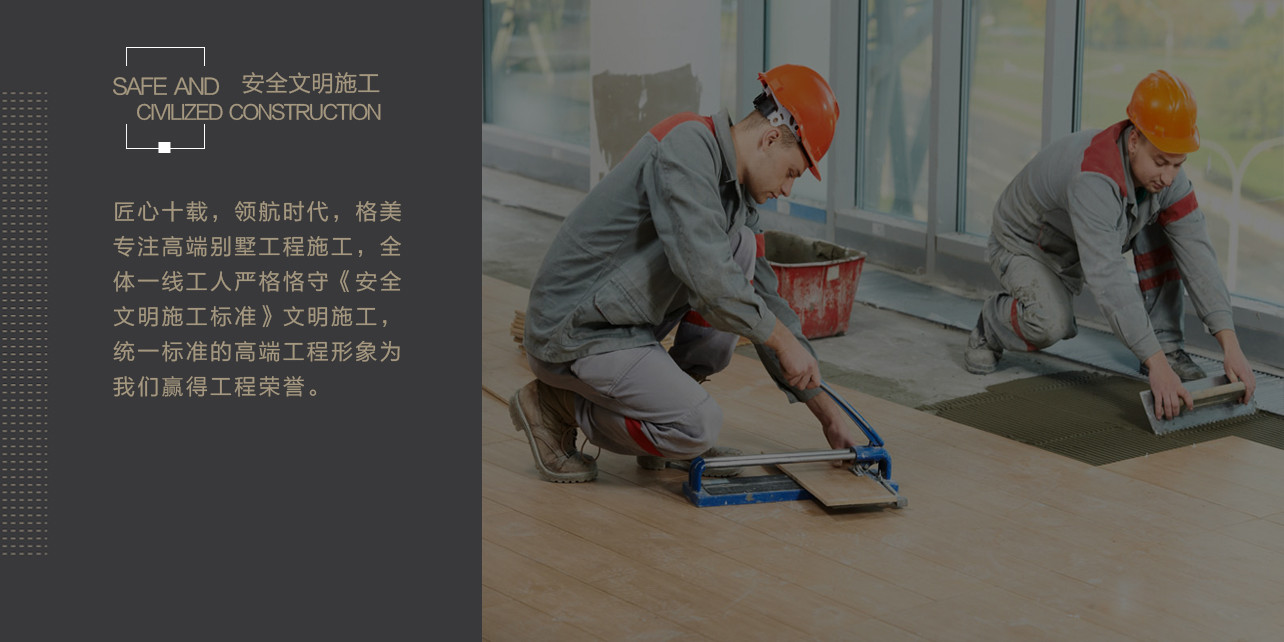 SAFE AND 安全文明施工
CIVILIZED CONSTRUCTION
匠心十载，领航时代，格美
专注高端别墅工程施工，全
体一线工人严格恪守《安全
文明施工标准》文明施工，
统一标准的高端工程形象为
我们赢得工程荣誉。